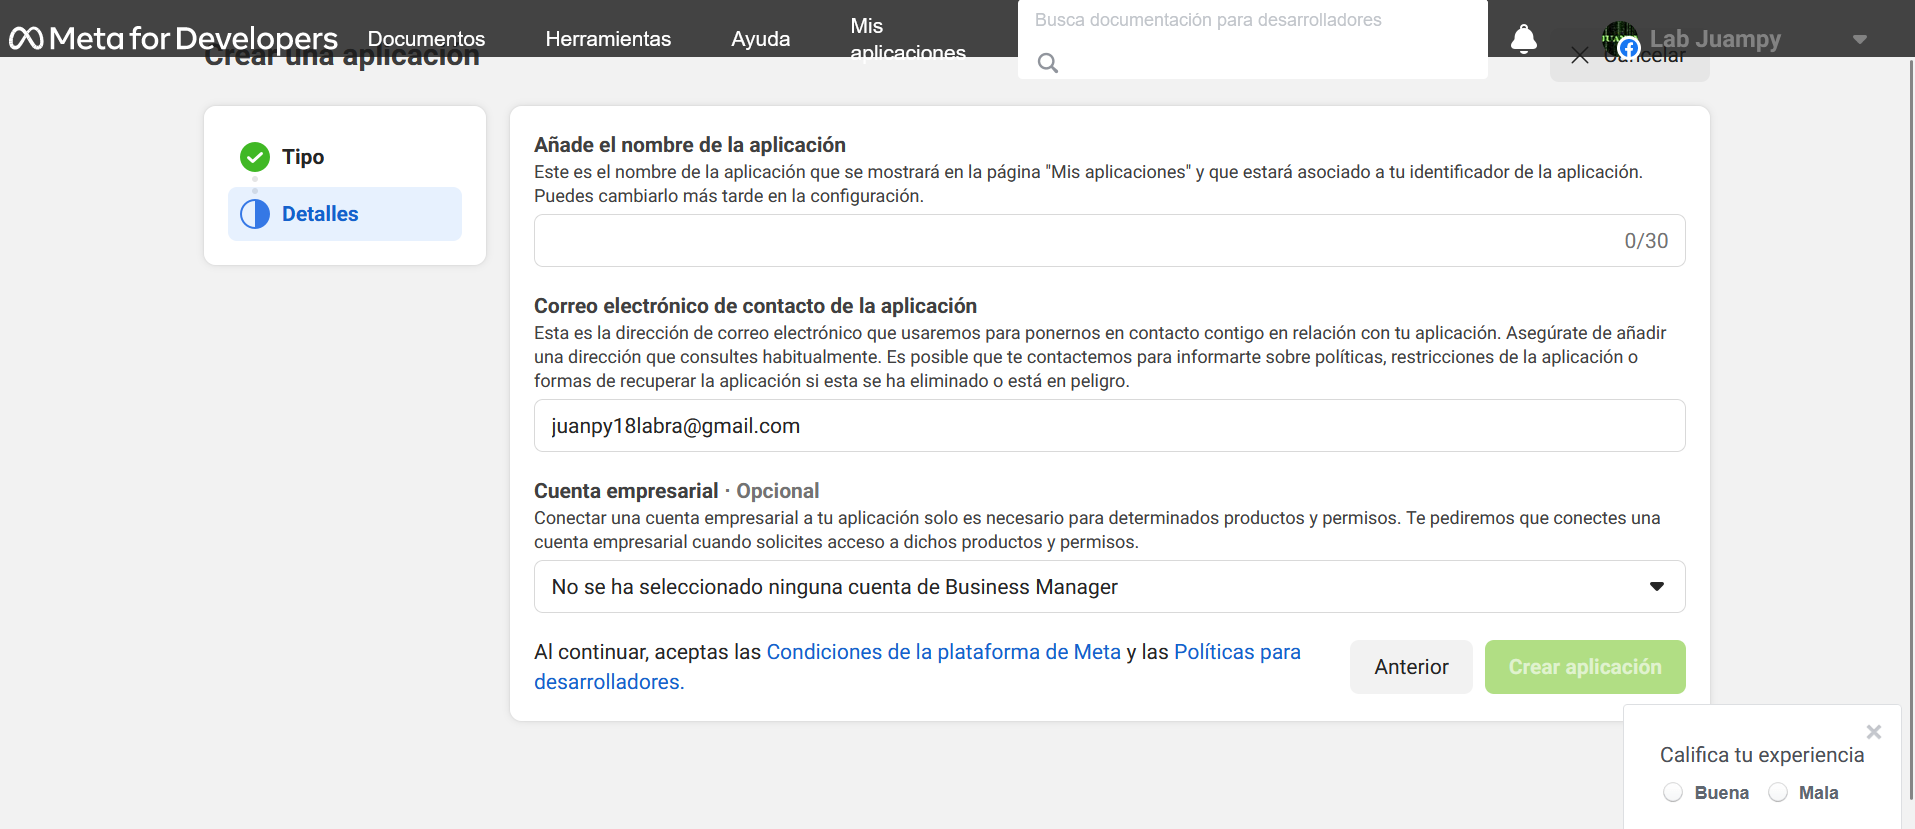 Meta for Developers
Documentos
Herramientas
Ayuda
Mis
aplicaciones
Busca documentación para desarrolladores
Lab Juampy
Crear una aplicación
Cancelar
Tipo
Detalles
Añade el nombre de la aplicación
Este es el nombre de la aplicación que se mostrará en la página "Mis aplicaciones" y que estará asociado a tu identificador de la aplicación.
Puedes cambiarlo más tarde en la configuración.
0/30
Correo electrónico de contacto de la aplicación
Esta es la dirección de correo electrónico que usaremos para ponernos en contacto contigo en relación con tu aplicación. Asegúrate de añadir
una dirección que consultes habitualmente. Es posible que te contactemos para informarte sobre políticas, restricciones de la aplicación o
formas de recuperar la aplicación si esta se ha eliminado o está en peligro.
juanpy18labra@gmail.com
Cuenta empresarial · Opcional
Conectar una cuenta empresarial a tu aplicación solo es necesario para determinados productos y permisos. Te pediremos que conectes una
cuenta empresarial cuando solicites acceso a dichos productos y permisos.
No se ha seleccionado ninguna cuenta de Business Manager
Al continuar, aceptas las Condiciones de la plataforma de Meta y las Políticas para
desarrolladores.
Anterior
Crear aplicación
Califica tu experiencia
Buena
Mala